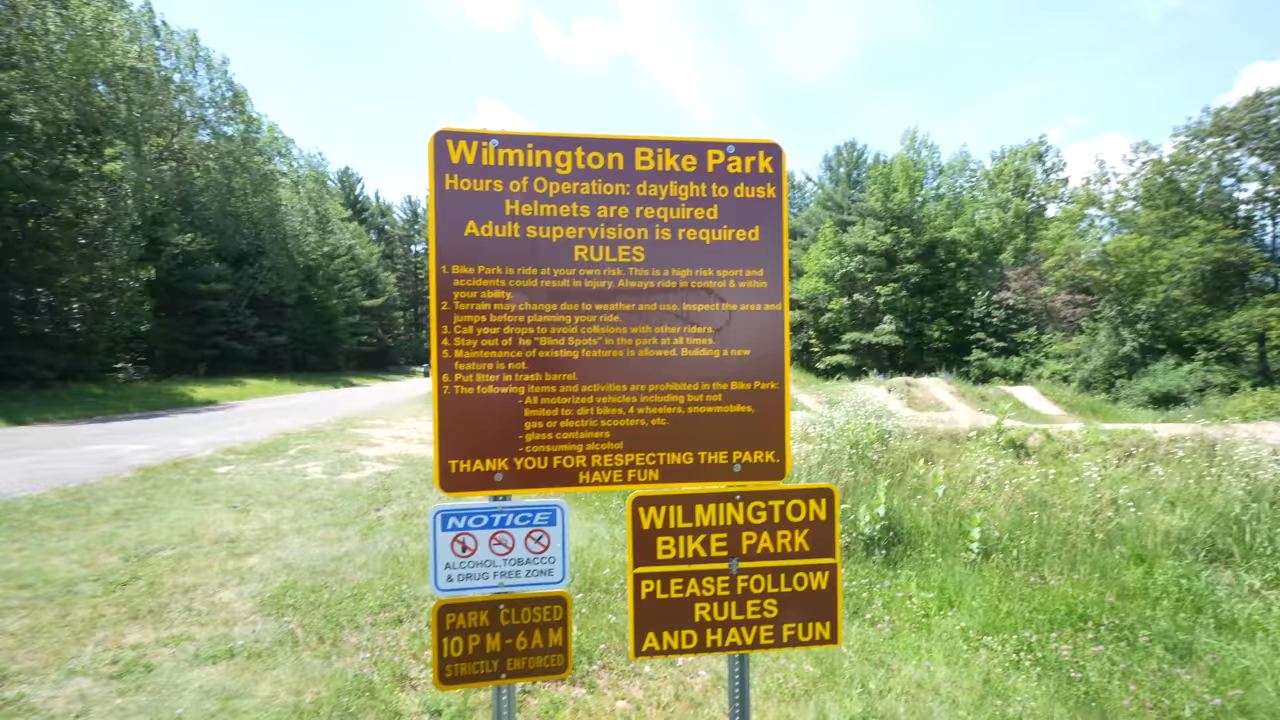 Wilmington Bike Park
Hours of Operation: daylight to dusk
Helmets are required
Adult supervision is required
RULES
1. Bike Park is ride at your own risk. This is a high risk sport and
accidents could result in injury. Always ride in control & within
your ability.
2. Terrain may change due to weather and use. Inspect the area and
jumps before planning your ride.
3. Call your drops to avoid collisions with other riders.
4. Stay out of he "Blind Spots" in the park at all times.
5. Maintenance of existing features is allowed. Building a new
feature is not.
6. Put litter in trash barrel.
7. The following items and activities are prohibited in the Bike Park:
- All motorized vehicles including but not
limited to: dirt bikes, 4 wheelers, snowmobiles,
gas or electric scooters, etc.
- glass containers
- consuming alcohol
THANK YOU FOR RESPECTING THE PARK.
HAVE FUN
NOTICE
ALCOHOL, TOBACCO
& DRUG FREE ZONE
PARK CLOSED
10 PM - 6 AM
STRICTLY ENFORCED
WILMINGTON
BIKE PARK
PLEASE FOLLOW
RULES
AND HAVE FUN